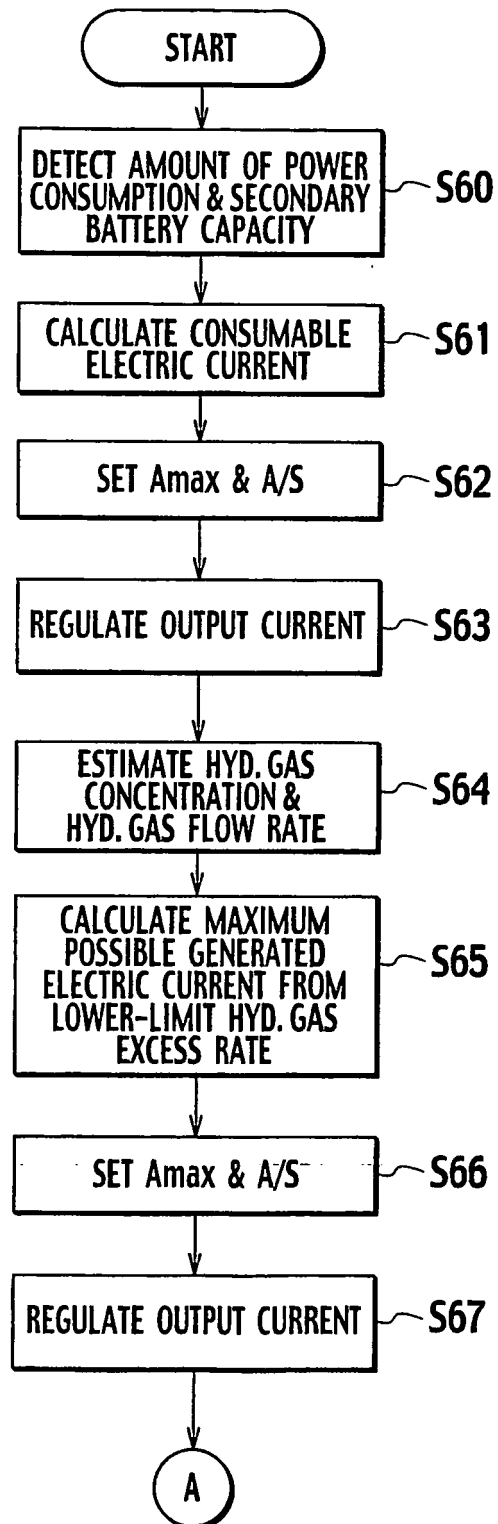 START
DETECT AMOUNT OF POWER
CONSUMPTION & SECONDARY
BATTERY CAPACITY
S60
CALCULATE CONSUMABLE
ELECTRIC CURRENT
S61
SET Amax & A/S
S62
REGULATE OUTPUT CURRENT
S63
ESTIMATE HYD. GAS
CONCENTRATION &
HYD. GAS FLOW RATE
S64
CALCULATE MAXIMUM
POSSIBLE GENERATED
ELECTRIC CURRENT FROM
LOWER-LIMIT HYD. GAS
EXCESS RATE
S65
SET Amax & A/S
S66
REGULATE OUTPUT CURRENT
S67
A